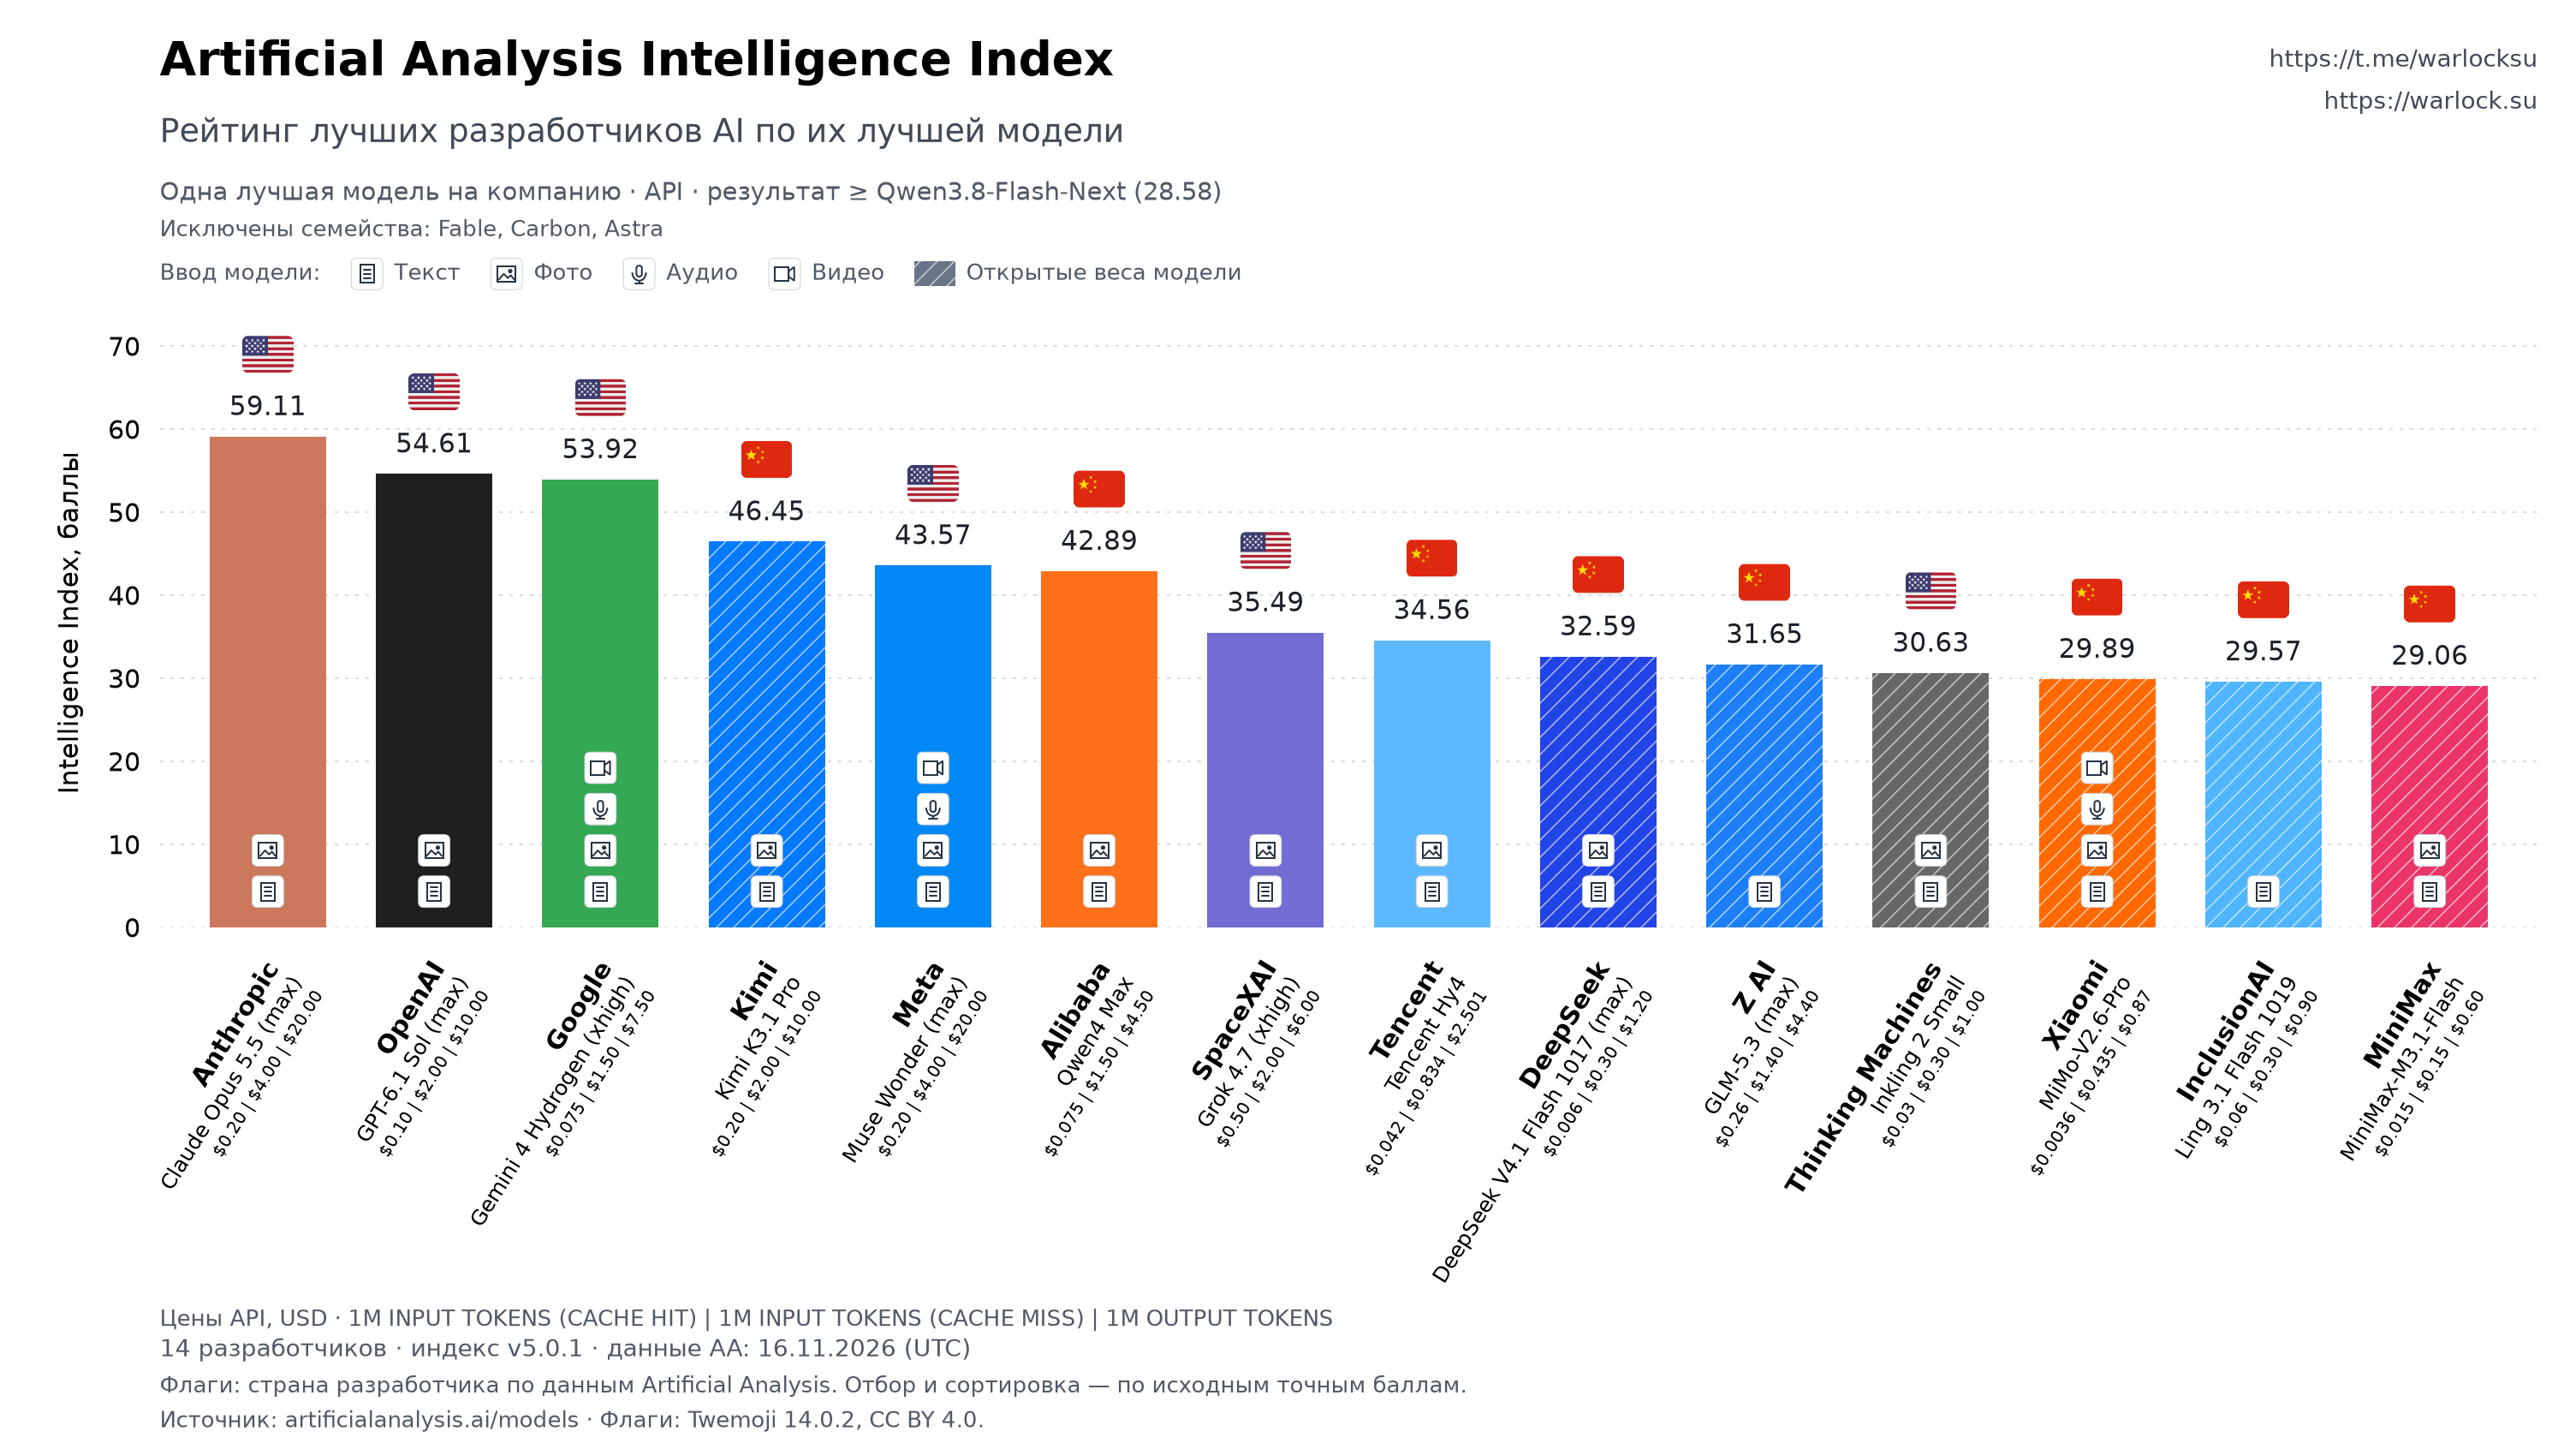 Artificial Analysis Intelligence Index
https://t.me/warlocksu
https://warlock.su
Рейтинг лучших разработчиков AI по их лучшей модели
Одна лучшая модель на компанию · API · результат ≥ Qwen3.8-Flash-Next (28.58)
Исключены семейства: Fable, Carbon, Astra
Ввод модели: Текст Фото Аудио Видео Открытые веса модели
Intelligence Index, баллы
70
60
50
40
30
20
10
0
59.11
54.61
53.92
46.45
43.57
42.89
35.49
34.56
32.59
31.65
30.63
29.89
29.57
29.06
Anthropic
Claude Opus 5.5 (max)
$0.20 | $4.00 | $20.00
OpenAI
GPT-6.1 Sol (max)
$0.10 | $2.00 | $10.00
Google
Gemini 4 Hydrogen (xhigh)
$0.075 | $1.50 | $7.50
Kimi
Kimi K3.1 Pro
$0.20 | $2.00 | $10.00
Meta
Muse Wonder (max)
$0.20 | $4.00 | $20.00
Alibaba
Qwen4 Max
$0.075 | $1.50 | $4.50
SpaceXAI
Grok 4.7 (xhigh)
$0.50 | $2.00 | $6.00
Tencent
Tencent Hy4
$0.042 | $0.834 | $2.501
DeepSeek
DeepSeek V4.1 Flash 1017 (max)
$0.006 | $0.30 | $1.20
Z AI
GLM-5.3 (max)
$0.26 | $1.40 | $4.40
Thinking Machines
Inkling 2 Small
$0.03 | $0.30 | $1.00
Xiaomi
MiMo-V2.6-Pro
$0.0036 | $0.435 | $0.87
InclusionAI
Ling 3.1 Flash 1019
$0.06 | $0.30 | $0.90
MiniMax
MiniMax-M3.1-Flash
$0.015 | $0.15 | $0.60
Цены API, USD · 1M INPUT TOKENS (CACHE HIT) | 1M INPUT TOKENS (CACHE MISS) | 1M OUTPUT TOKENS
14 разработчиков · индекс v5.0.1 · данные AA: 16.11.2026 (UTC)
Флаги: страна разработчика по данным Artificial Analysis. Отбор и сортировка — по исходным точным баллам.
Источник: artificialanalysis.ai/models · Флаги: Twemoji 14.0.2, CC BY 4.0.